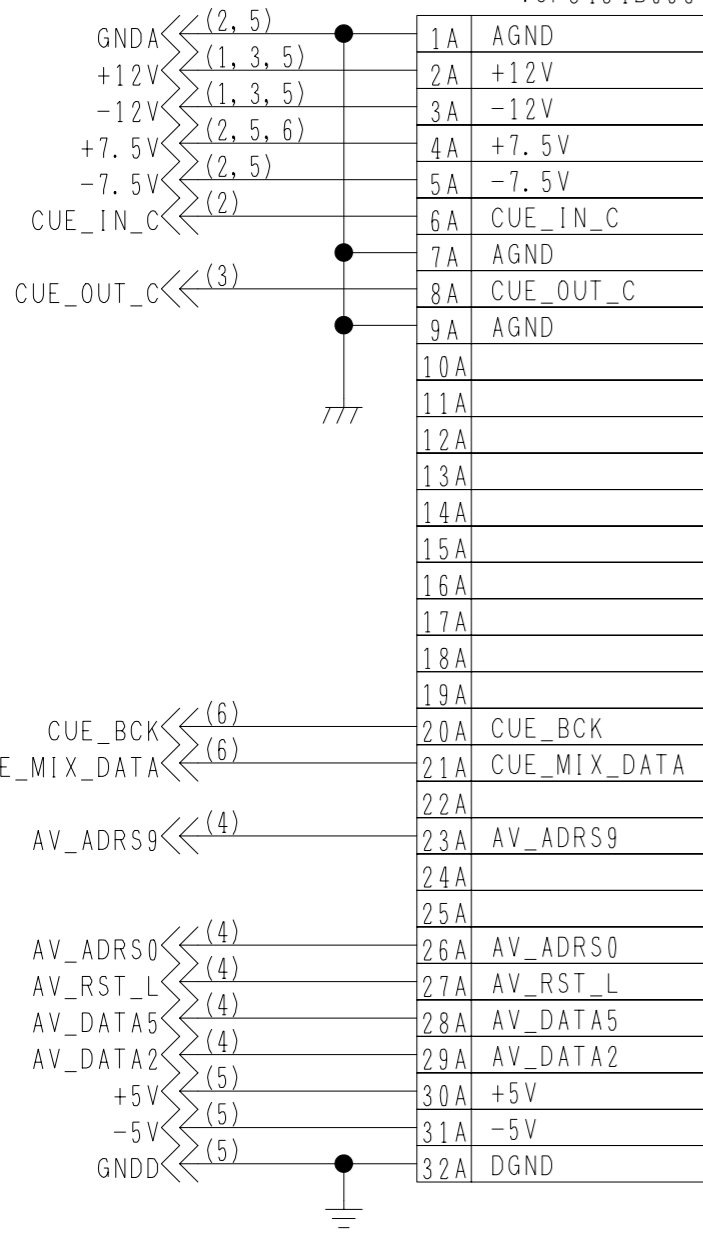 GNDA (2, 5) 1A AGND
+12V (1, 3, 5) 2A +12V
-12V (1, 3, 5) 3A -12V
+7.5V (2, 5, 6) 4A +7.5V
-7.5V (2, 5) 5A -7.5V
CUE_IN_C (2) 6A CUE_IN_C
7A AGND
CUE_OUT_C (3) 8A CUE_OUT_C
9A AGND
10A
11A
12A
13A
14A
15A
16A
17A
18A
19A
CUE_BCK (6) 20A CUE_BCK
E_MIX_DATA (6) 21A CUE_MIX_DATA
22A
AV_ADRS9 (4) 23A AV_ADRS9
24A
25A
AV_ADRS0 (4) 26A AV_ADRS0
AV_RST_L (4) 27A AV_RST_L
AV_DATA5 (4) 28A AV_DATA5
AV_DATA2 (4) 29A AV_DATA2
+5V (5) 30A +5V
-5V (5) 31A -5V
GNDD (5) 32A DGND